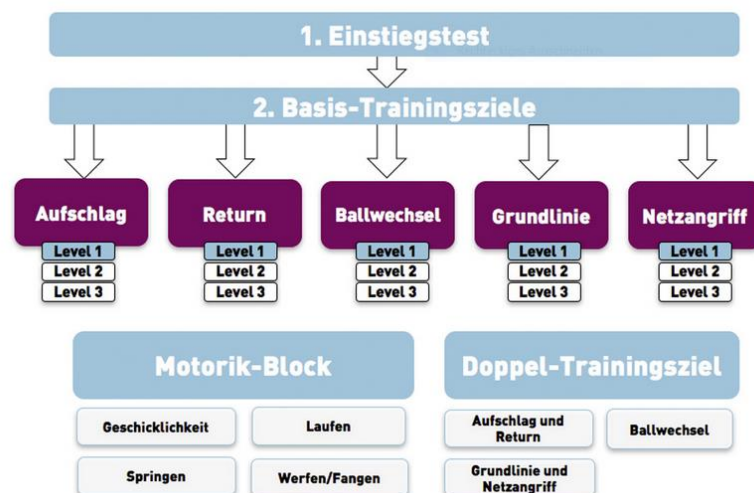 1. Einstiegstest
2. Basis-Trainingsziele
Aufschlag
Return
Ballwechsel
Grundlinie
Netzangriff
Level 1
Level 1
Level 1
Level 1
Level 1
Level 2
Level 2
Level 2
Level 2
Level 2
Level 3
Level 3
Level 3
Level 3
Level 3
Motorik-Block
Geschicklichkeit
Laufen
Springen
Werfen/Fangen
Doppel-Trainingsziel
Aufschlag und
Return
Ballwechsel
Grundlinie und
Netzangriff